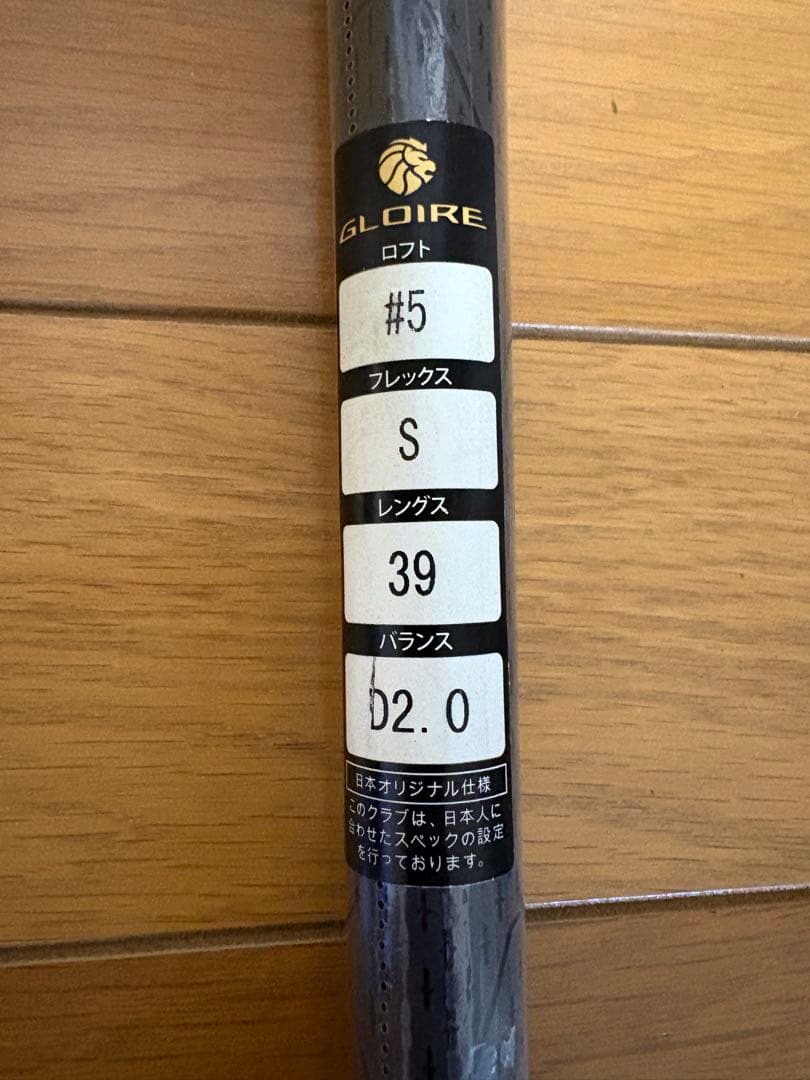 GLOIRE
ロフト
#5
フレックス
S
レングス
39
バランス
D2.0
日本オリジナル仕様
このクラブは、日本人に
合わせたスペックの設定
を行っております。